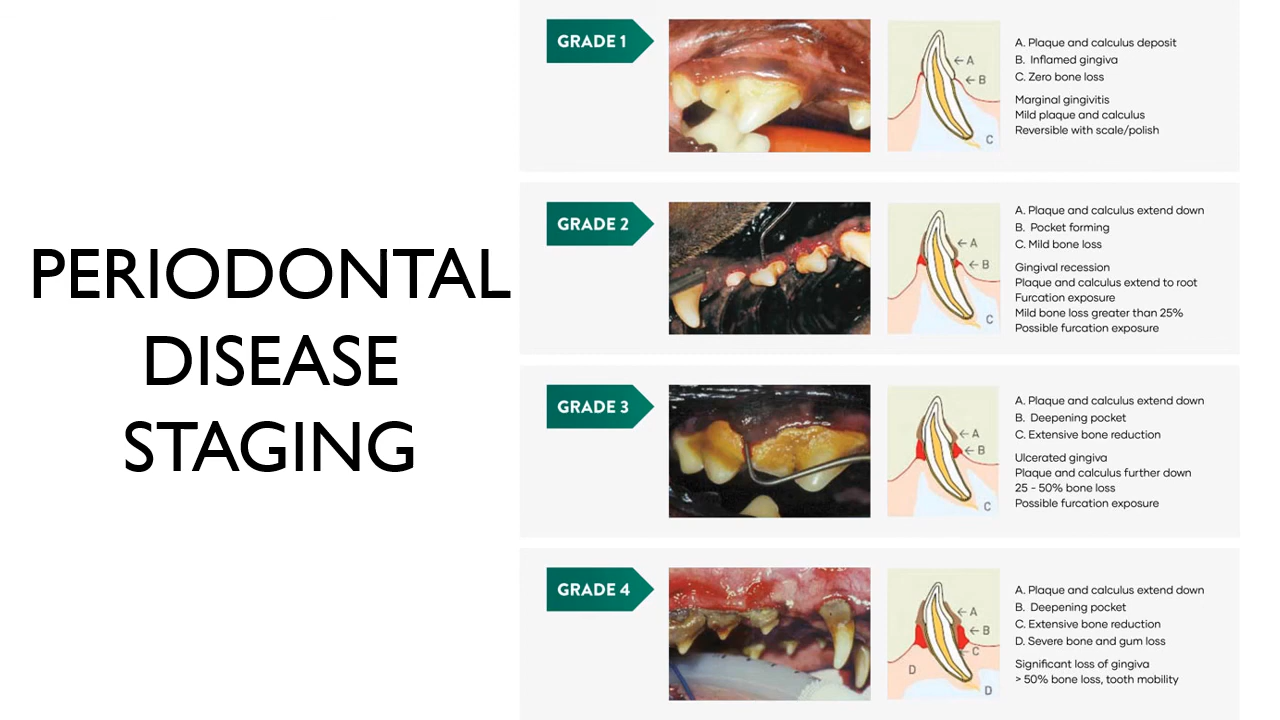 PERIODONTAL
DISEASE
STAGING
GRADE 1
A
B
C
A. Plaque and calculus deposit
B. Inflamed gingiva
C. Zero bone loss
Marginal gingivitis
Mild plaque and calculus
Reversible with scale/polish
GRADE 2
A
B
C
A. Plaque and calculus extend down
B. Pocket forming
C. Mild bone loss
Gingival recession
Plaque and calculus extend to root
Furcation exposure
Mild bone loss greater than 25%
Possible furcation exposure
GRADE 3
A
B
C
A. Plaque and calculus extend down
B. Deepening pocket
C. Extensive bone reduction
Ulcerated gingiva
Plaque and calculus further down
25 - 50% bone loss
Possible furcation exposure
GRADE 4
A
B
C
D
D
A. Plaque and calculus extend down
B. Deepening pocket
C. Extensive bone reduction
D. Severe bone and gum loss
Significant loss of gingiva
> 50% bone loss, tooth mobility